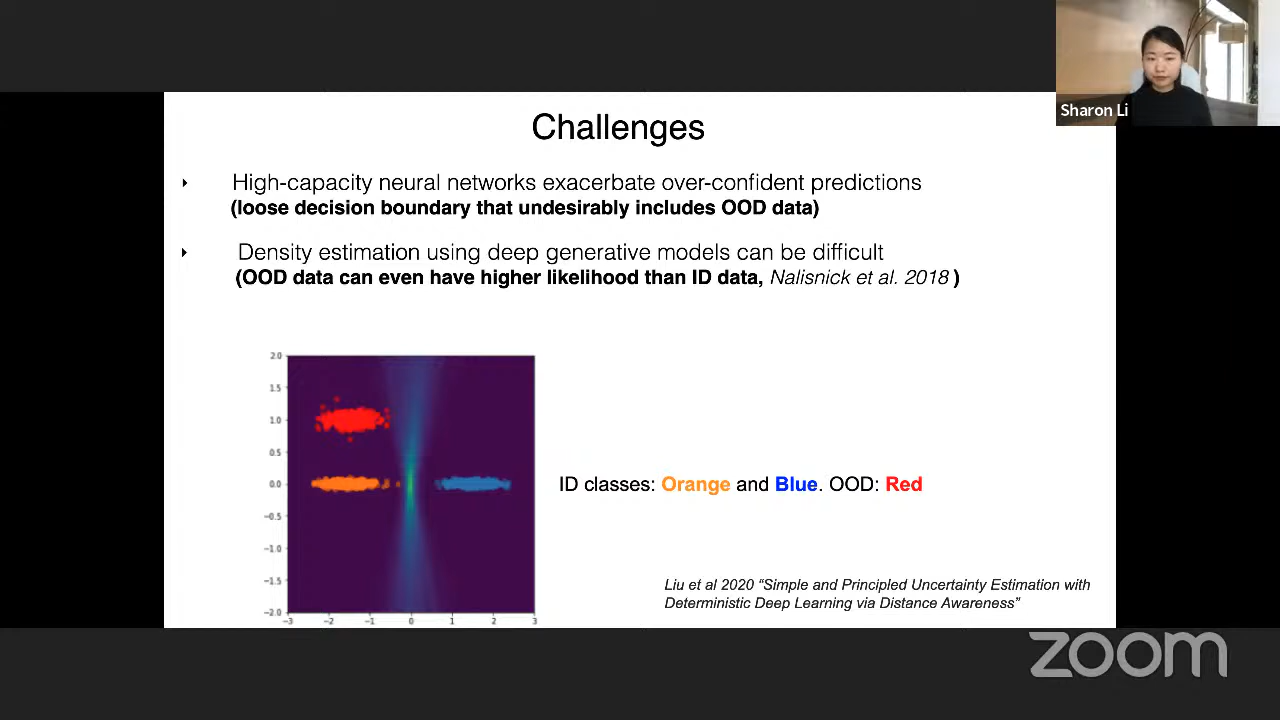 Sharon Li
Challenges
High-capacity neural networks exacerbate over-confident predictions
(loose decision boundary that undesirably includes OOD data)
Density estimation using deep generative models can be difficult
(OOD data can even have higher likelihood than ID data, Nalisnick et al. 2018 )
2.0
1.5
1.0
0.5
0.0
−0.5
−1.0
−1.5
−2.0
−3 −2 −1 0 1 2 3
ID classes: Orange and Blue. OOD: Red
Liu et al 2020 “Simple and Principled Uncertainty Estimation with
Deterministic Deep Learning via Distance Awareness”
zoom